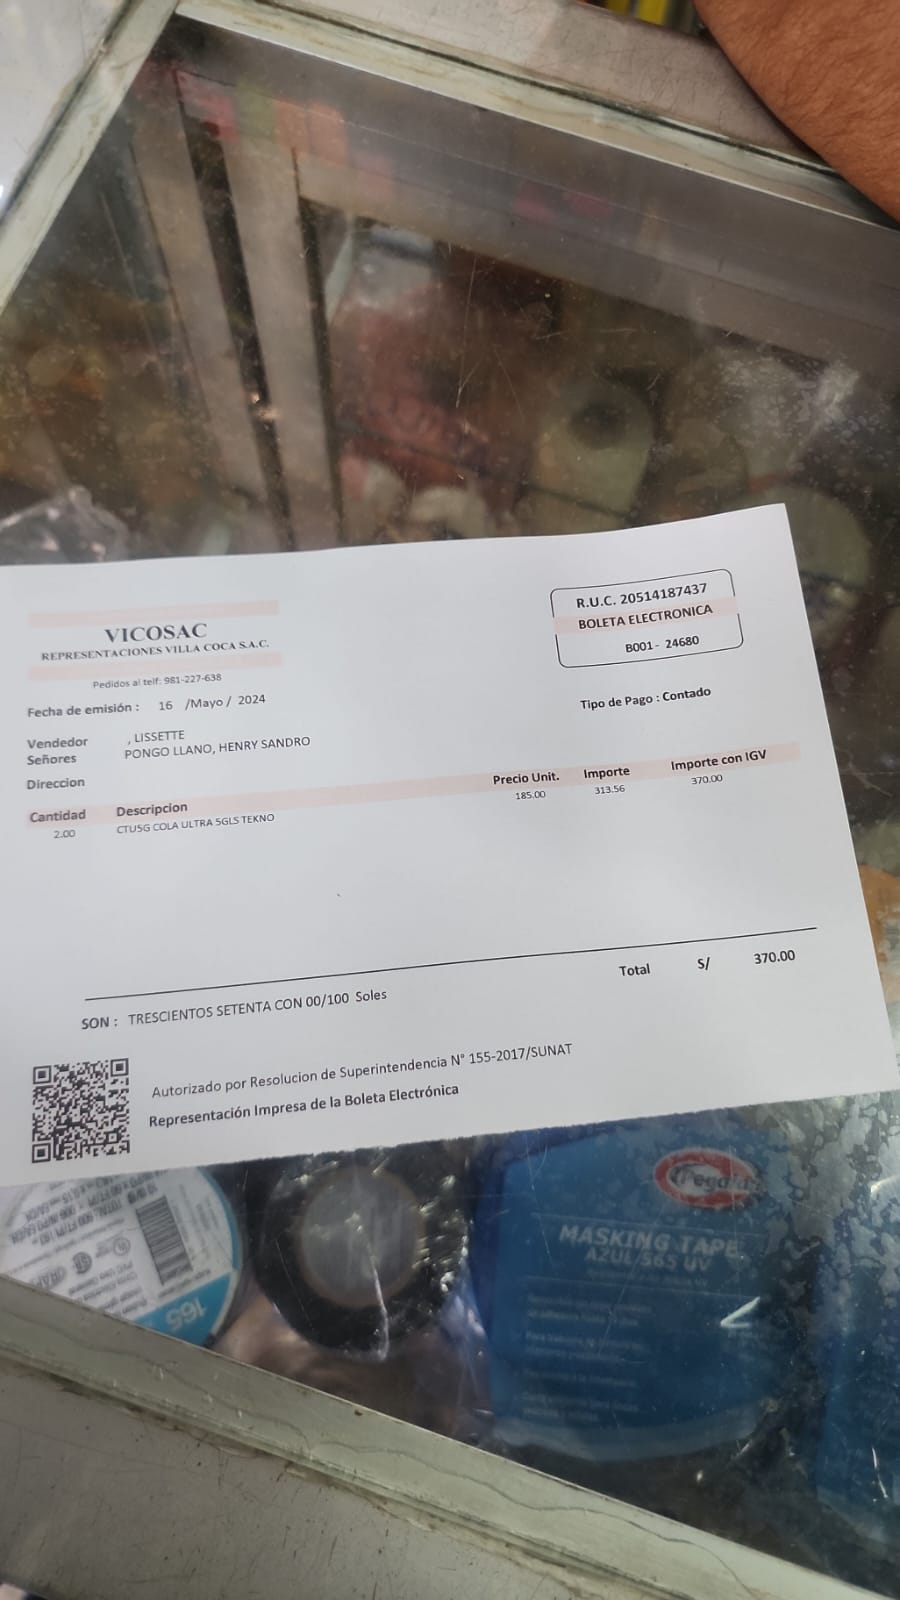 VICOSAC
REPRESENTACIONES VILLA COCA S.A.C.
Pedidos al telf: 981-227-638
R.U.C. 20514187437
BOLETA ELECTRONICA
B001 - 24680
Fecha de emisión : 16 /Mayo / 2024
Tipo de Pago : Contado
Vendedor , LISSETTE
Señores PONGO LLANO, HENRY SANDRO
Direccion
Cantidad Descripcion Precio Unit. Importe Importe con IGV
2.00 CTU5G COLA ULTRA 5GLS TEKNO 185.00 313.56 370.00
Total S/ 370.00
SON : TRESCIENTOS SETENTA CON 00/100 Soles
Autorizado por Resolucion de Superintendencia N° 155-2017/SUNAT
Representación Impresa de la Boleta Electrónica
MASKING TAPE
AZUL 565 UV
165